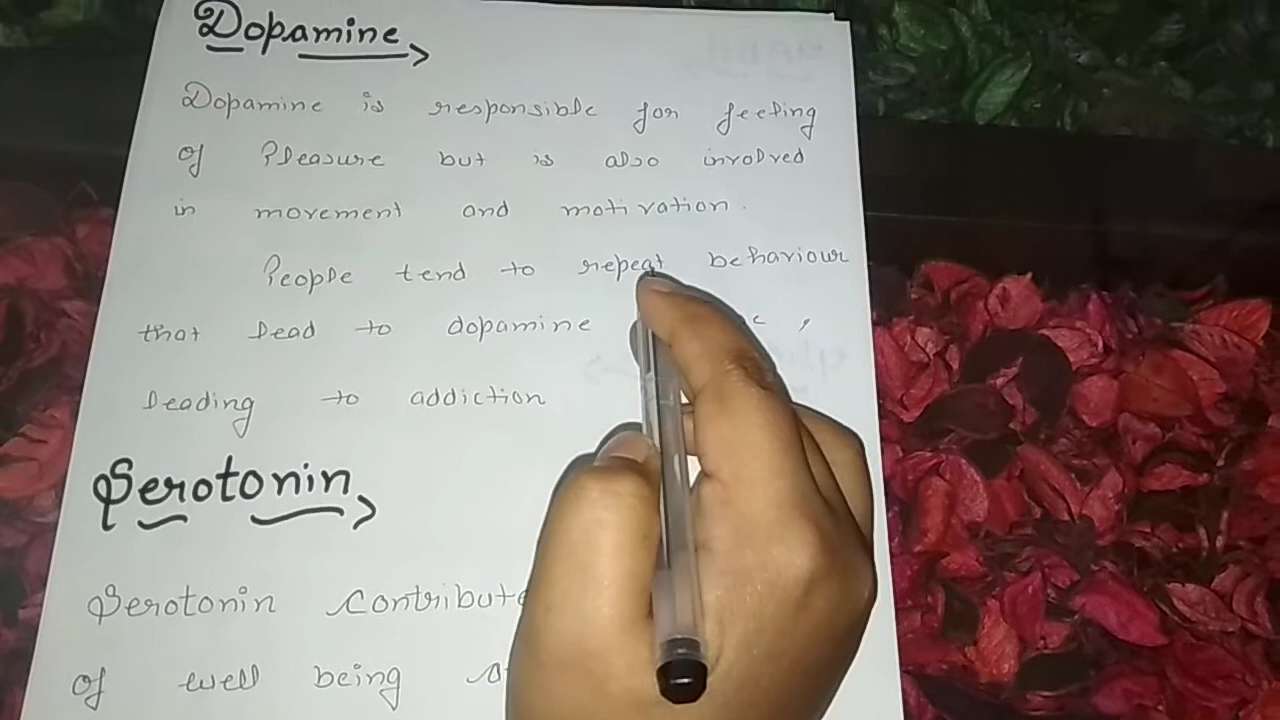 Dopamine
Dopamine is responsible for feeling
of Pleasure but is also involved
in movement and motivation.
People tend to repeat behaviour
that lead to dopamine ,
leading to addiction
Serotonin
Serotonin
of well being